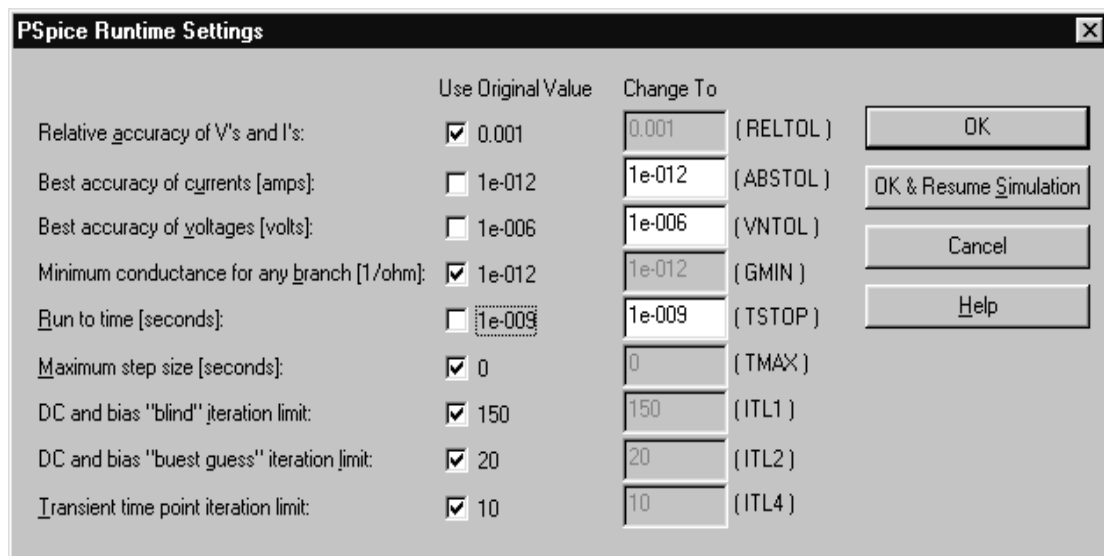 PSpice Runtime Settings
Use Original Value Change To
Relative accuracy of V's and I's: 0.001 0.001 ( RELTOL ) OK
Best accuracy of currents [amps]: 1e-012 1e-012 ( ABSTOL ) OK & Resume Simulation
Best accuracy of voltages [volts]: 1e-006 1e-006 ( VNTOL ) Cancel
Minimum conductance for any branch [1/ohm]: 1e-012 1e-012 ( GMIN )
Run to time [seconds]: 1e-009 1e-009 ( TSTOP ) Help
Maximum step size [seconds]: 0 0 ( TMAX )
DC and bias "blind" iteration limit: 150 150 ( ITL1 )
DC and bias "buest guess" iteration limit: 20 20 ( ITL2 )
Transient time point iteration limit: 10 10 ( ITL4 )